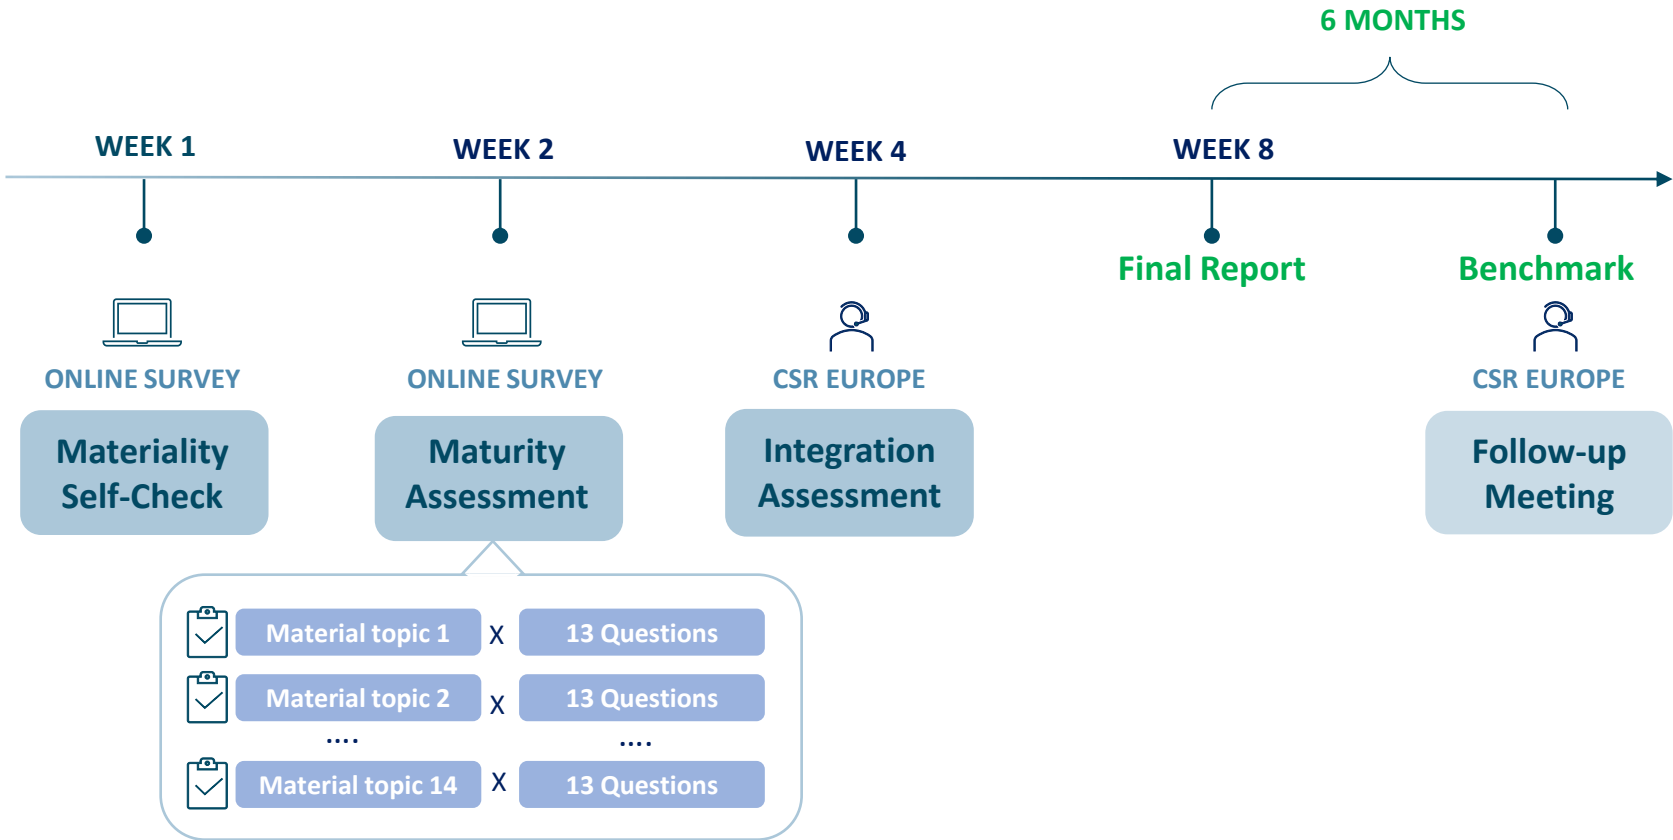 6 MONTHS
WEEK 1
WEEK 2
WEEK 4
WEEK 8
Final Report
Benchmark
ONLINE SURVEY
ONLINE SURVEY
CSR EUROPE
CSR EUROPE
Materiality
Self-Check
Maturity
Assessment
Integration
Assessment
Follow-up
Meeting
Material topic 1 X 13 Questions
Material topic 2 X 13 Questions
.... ....
Material topic 14 X 13 Questions